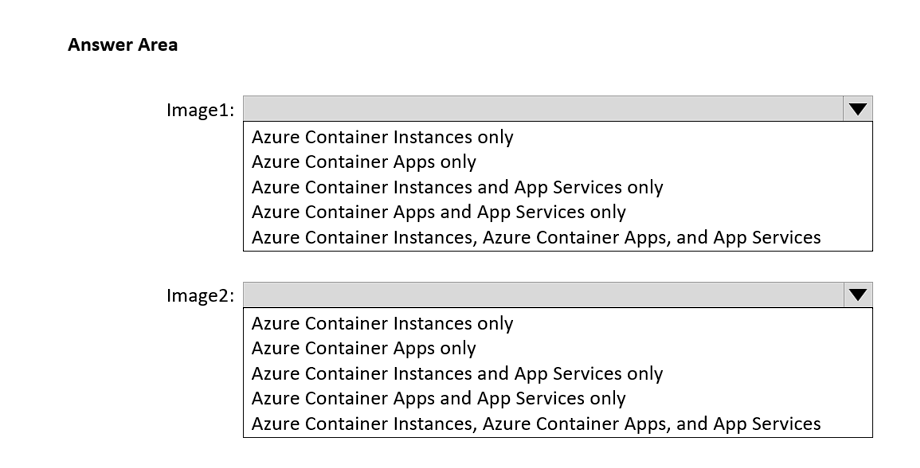 Answer Area
Image1:
Azure Container Instances only
Azure Container Apps only
Azure Container Instances and App Services only
Azure Container Apps and App Services only
Azure Container Instances, Azure Container Apps, and App Services
Image2:
Azure Container Instances only
Azure Container Apps only
Azure Container Instances and App Services only
Azure Container Apps and App Services only
Azure Container Instances, Azure Container Apps, and App Services